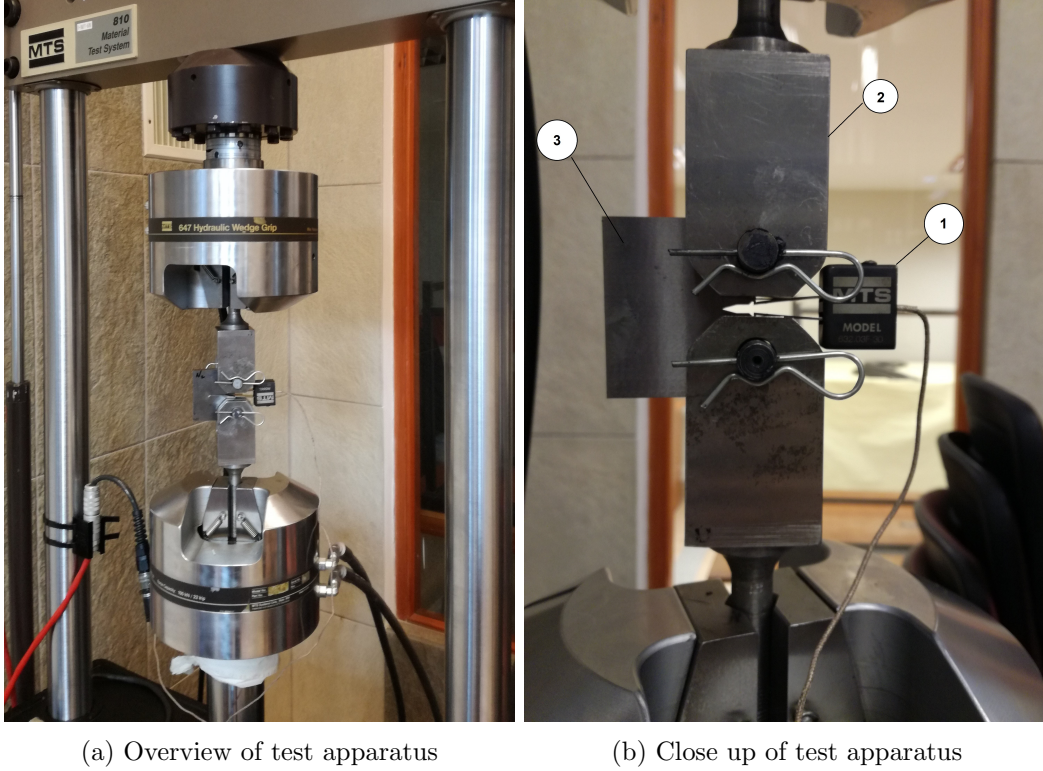 MTS
810
Material
Test System
647 Hydraulic Wedge Grip
3
2
1
MTS
MODEL
(a) Overview of test apparatus
(b) Close up of test apparatus